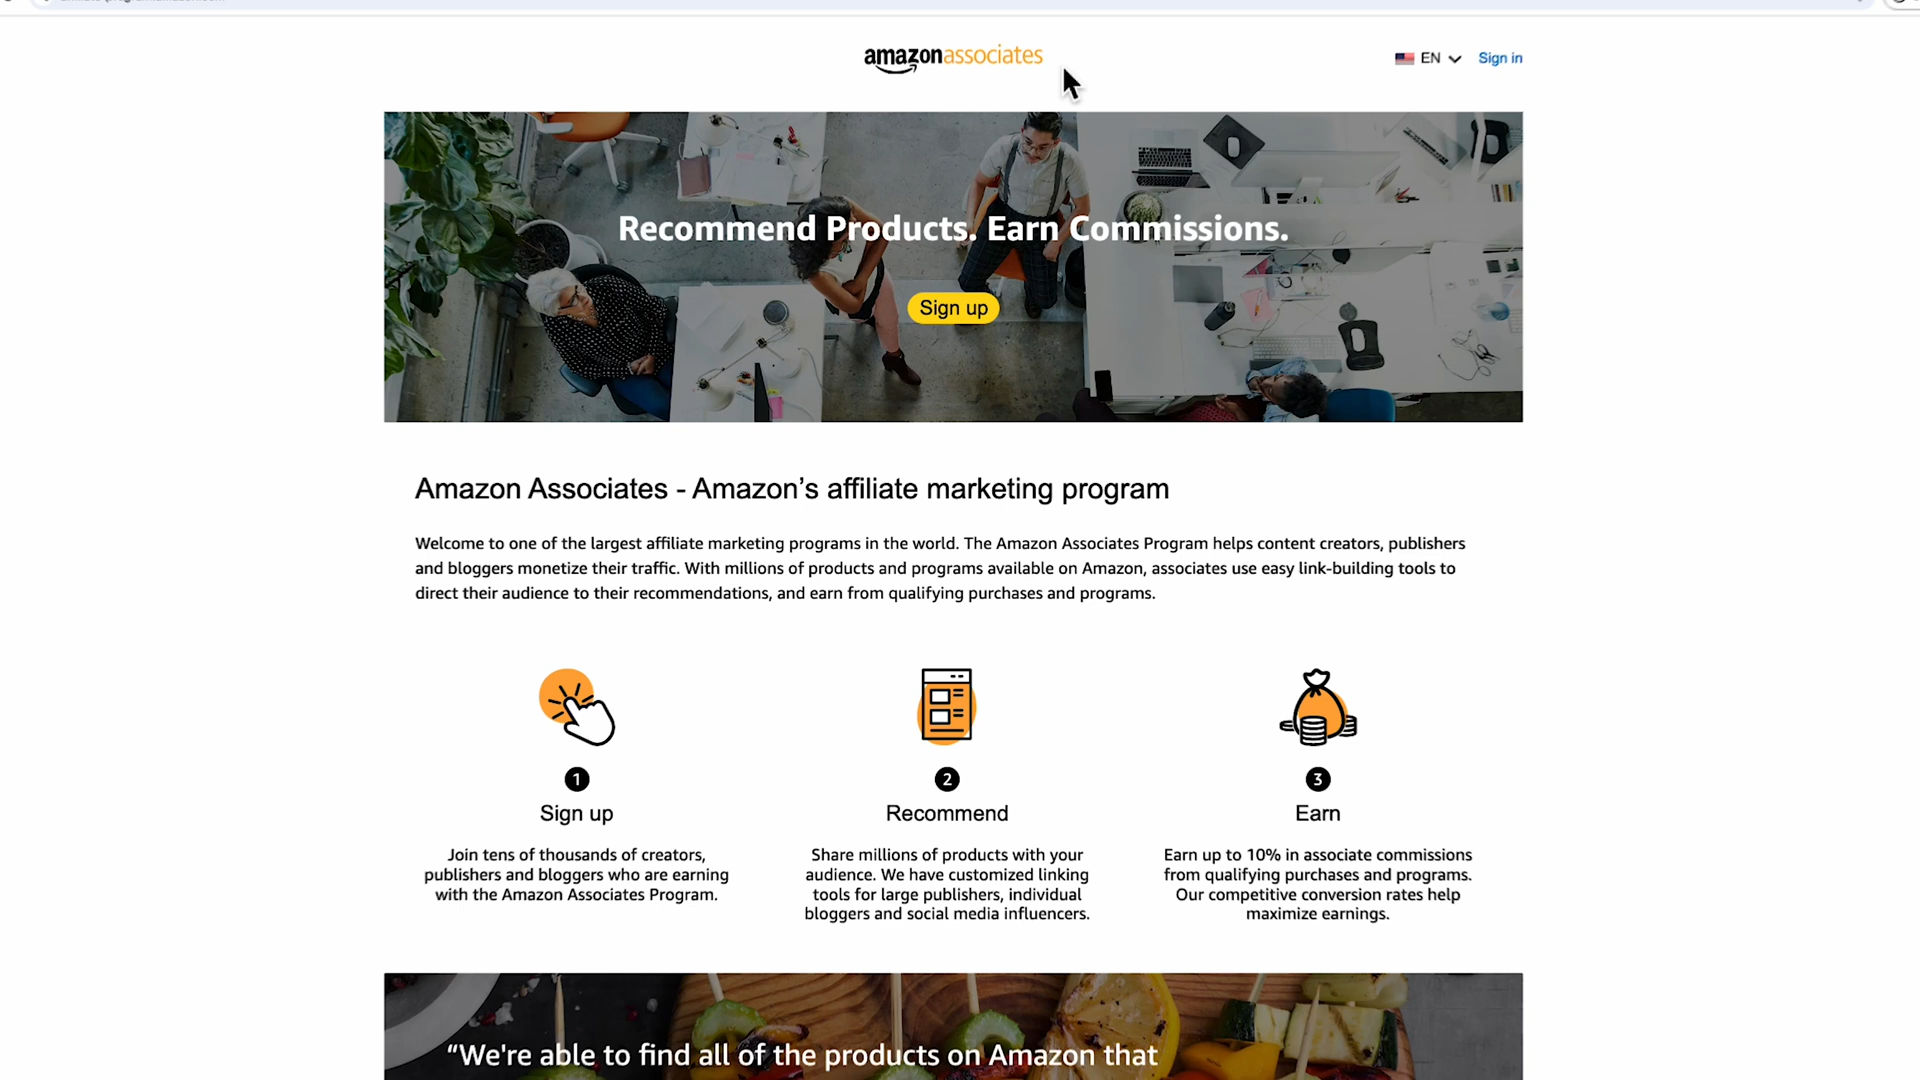 amazonassociates
EN
Sign in
Recommend Products. Earn Commissions.
Sign up
Amazon Associates - Amazon’s affiliate marketing program
Welcome to one of the largest affiliate marketing programs in the world. The Amazon Associates Program helps content creators, publishers
and bloggers monetize their traffic. With millions of products and programs available on Amazon, associates use easy link-building tools to
direct their audience to their recommendations, and earn from qualifying purchases and programs.
1
Sign up
Join tens of thousands of creators,
publishers and bloggers who are earning
with the Amazon Associates Program.
2
Recommend
Share millions of products with your
audience. We have customized linking
tools for large publishers, individual
bloggers and social media influencers.
3
Earn
Earn up to 10% in associate commissions
from qualifying purchases and programs.
Our competitive conversion rates help
maximize earnings.
“We're able to find all of the products on Amazon that